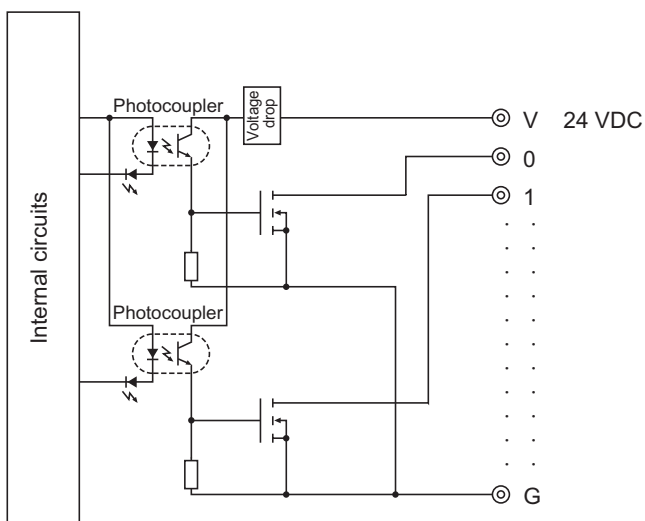 Photocoupler
Voltage
drop
V 24 VDC
0
1
Internal circuits
Photocoupler
G